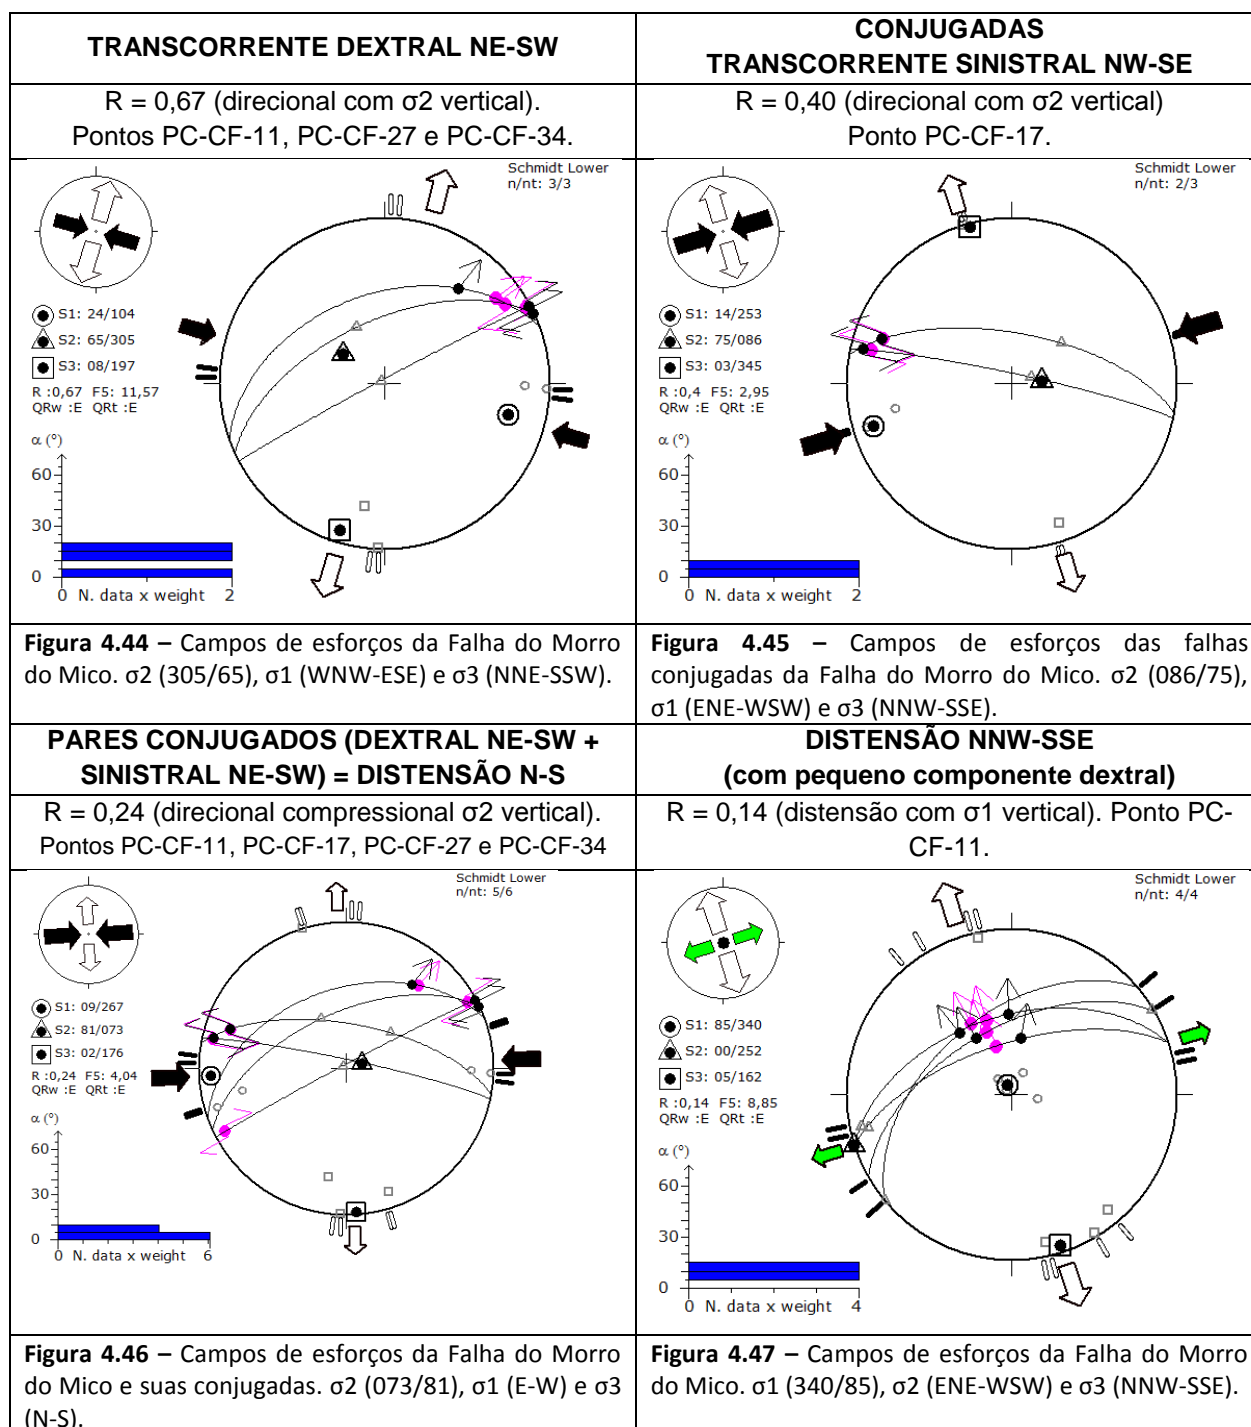 TRANSCORRENTE DEXTRAL NE-SW
R = 0,67 (direcional com σ2 vertical).
Pontos PC-CF-11, PC-CF-27 e PC-CF-34.
Schmidt Lower
n/nt: 3/3
S1: 24/104
S2: 65/305
S3: 08/197
R :0,67 F5: 11,57
QRw :E QRt :E
α (°)
60
30
0
0 N. data x weight 2
Figura 4.44 – Campos de esforços da Falha do Morro
do Mico. σ2 (305/65), σ1 (WNW-ESE) e σ3 (NNE-SSW).
CONJUGADAS
TRANSCORRENTE SINISTRAL NW-SE
R = 0,40 (direcional com σ2 vertical)
Ponto PC-CF-17.
Schmidt Lower
n/nt: 2/3
S1: 14/253
S2: 75/086
S3: 03/345
R :0,4 F5: 2,95
QRw :E QRt :E
α (°)
60
30
0
0 N. data x weight 2
Figura 4.45 – Campos de esforços das falhas
conjugadas da Falha do Morro do Mico. σ2 (086/75),
σ1 (ENE-WSW) e σ3 (NNW-SSE).
PARES CONJUGADOS (DEXTRAL NE-SW +
SINISTRAL NE-SW) = DISTENSÃO N-S
R = 0,24 (direcional compressional σ2 vertical).
Pontos PC-CF-11, PC-CF-17, PC-CF-27 e PC-CF-34
Schmidt Lower
n/nt: 5/6
S1: 09/267
S2: 81/073
S3: 02/176
R :0,24 F5: 4,04
QRw :E QRt :E
α (°)
60
30
0
0 N. data x weight 6
Figura 4.46 – Campos de esforços da Falha do Morro
do Mico e suas conjugadas. σ2 (073/81), σ1 (E-W) e σ3
(N-S).
DISTENSÃO NNW-SSE
(com pequeno componente dextral)
R = 0,14 (distensão com σ1 vertical). Ponto PC-
CF-11.
Schmidt Lower
n/nt: 4/4
S1: 85/340
S2: 00/252
S3: 05/162
R :0,14 F5: 8,85
QRw :E QRt :E
α (°)
60
30
0
0 N. data x weight 4
Figura 4.47 – Campos de esforços da Falha do Morro
do Mico. σ1 (340/85), σ2 (ENE-WSW) e σ3 (NNW-SSE).